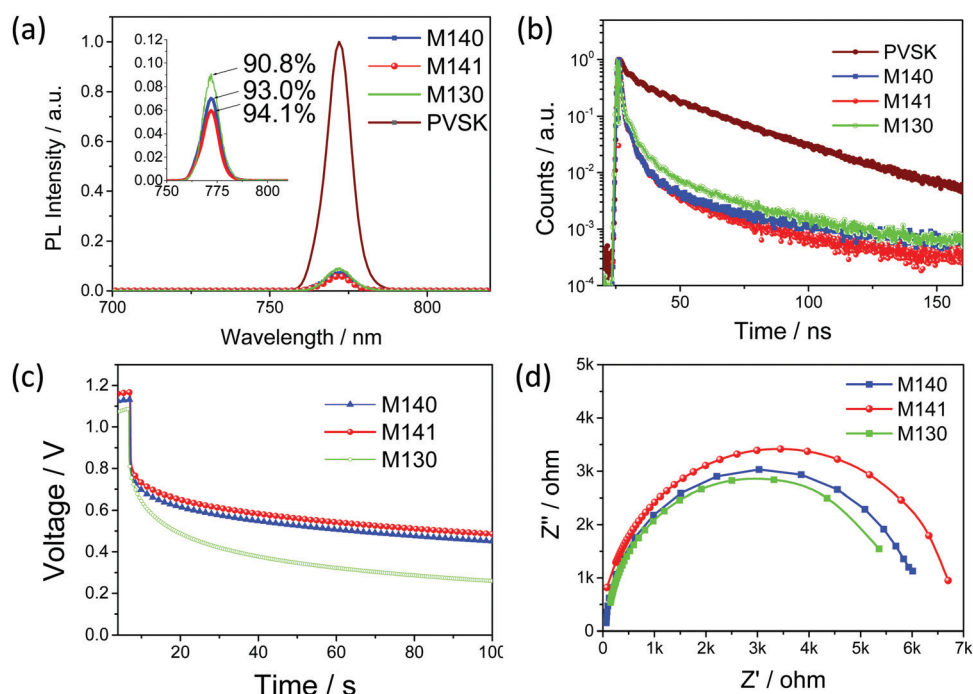 (a)
PL Intensity / a.u.
1.0
0.8
0.6
0.4
0.2
0.0
700
750
800
Wavelength / nm
M140
M141
M130
PVSK
0.12
0.10
0.08
0.06
0.04
0.02
0.00
750
775
800
90.8%
93.0%
94.1%
(b)
Counts / a.u.
10⁰
10⁻¹
10⁻²
10⁻³
10⁻⁴
50
100
150
Time / ns
PVSK
M140
M141
M130
(c)
Voltage / V
1.2
1.0
0.8
0.6
0.4
0.2
0.0
20
40
60
80
100
Time / s
M140
M141
M130
(d)
Z'' / ohm
5k
4k
3k
2k
1k
0
0
1k
2k
3k
4k
5k
6k
7k
Z' / ohm
M140
M141
M130